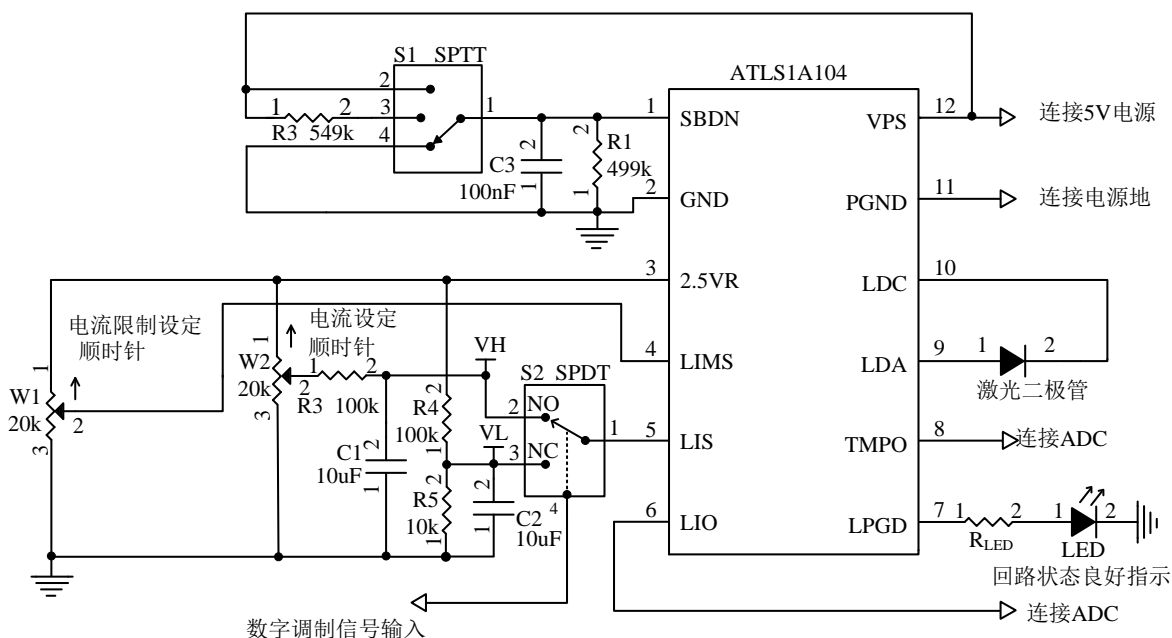 S1 SPTT
2
1 2 3
R3 549k
4
1
2
C3
1
100nF
2
R1
499k
1
ATLS1A104
1 SBDN
2 GND
3 2.5VR
4 LIMS
5 LIS
6 LIO
VPS 12
PGND 11
LDC 10
LDA 9
TMPO 8
LPGD 7
连接5V电源
连接电源地
1 2
激光二极管
连接ADC
1 2
R_LED
1 2
LED
回路状态良好指示
连接ADC
电流限制设定
顺时针
1
W1
20k
2
3
电流设定
顺时针
1
W2
20k
2
3
1 2
R3 100k
VH
C1
10uF
2
1
2
R4
100k
1
VL
2
R5
10k
1
2
1
C2
10uF
S2 SPDT
2 NO
1
3 NC
4
数字调制信号输入